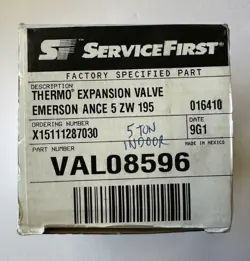 SERVICEFIRST
FACTORY SPECIFIED PART
DESCRIPTION
THERMO EXPANSION VALVE
EMERSON ANCE 5 ZW 195 016410
ORDERING NUMBER DATE
X15111287030 9G1
5 TON
INDOOR
PART NUMBER MADE IN MEXICO
VAL08596